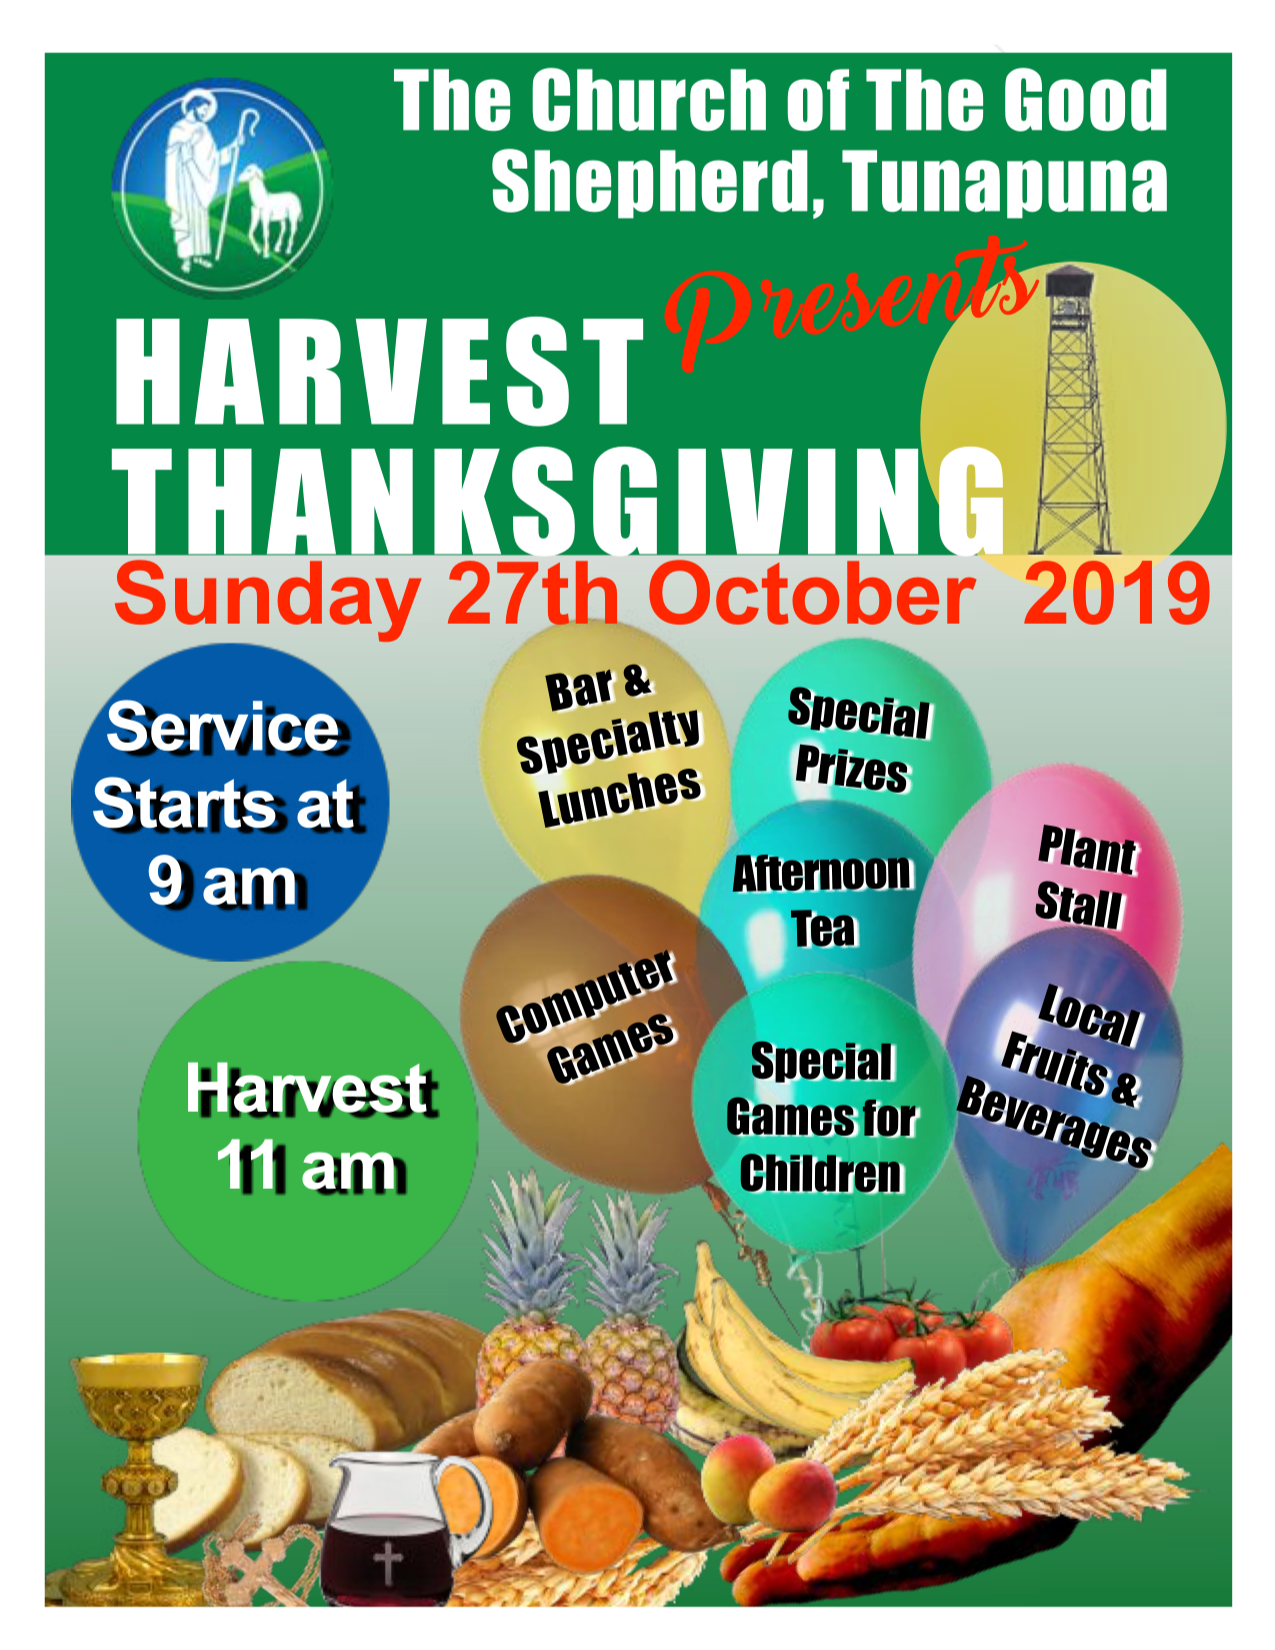 The Church of The Good
Shepherd, Tunapuna
Presents
HARVEST
THANKSGIVING
Sunday 27th October 2019
Service
Starts at
9 am
Harvest
11 am
Bar &
Specialty
Lunches
Special
Prizes
Afternoon
Tea
Plant
Stall
Computer
Games
Special
Games for
Children
Local
Fruits &
Beverages